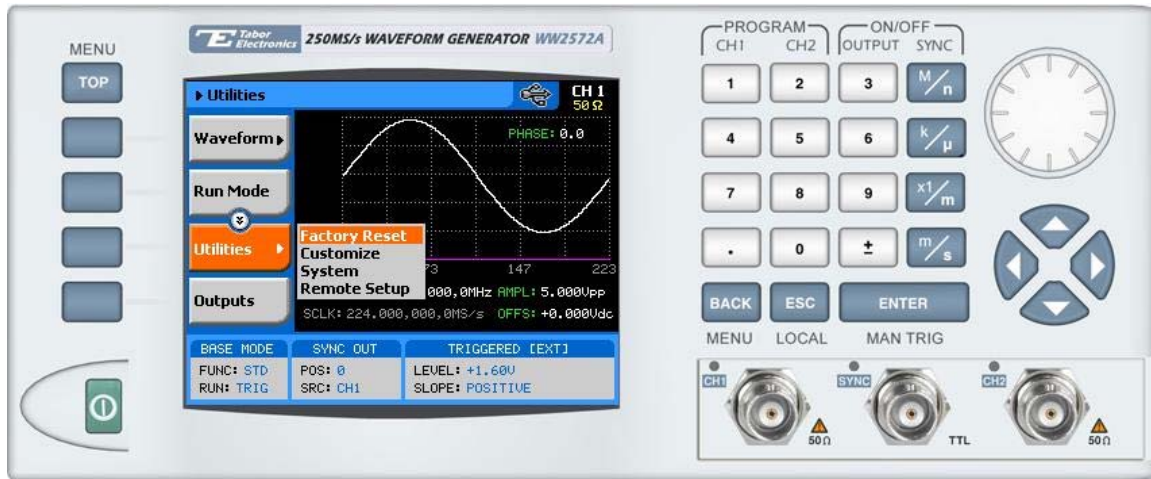 MENU
TOP
Tabor
Electronics
250MS/s WAVEFORM GENERATOR WW2572A
Utilities
CH 1
50 Ω
Waveform
Run Mode
Utilities
Outputs
PHASE: 0.0
Factory Reset
Customize
System
Remote Setup
73 147 223
000,0MHz AMPL: 5.000Vpp
SCLK: 224.000,000,0MS/s OFFS: +0.000Vdc
BASE MODE
FUNC: STD
RUN: TRIG
SYNC OUT
POS: 0
SRC: CH1
TRIGGERED [EXT]
LEVEL: +1.60V
SLOPE: POSITIVE
PROGRAM
CH1 CH2
ON/OFF
OUTPUT SYNC
1 2 3 M/n
4 5 6 k/µ
7 8 9 x1/m
. 0 ± m/s
BACK ESC ENTER
MENU LOCAL MAN TRIG
CH1 SYNC CH2
50Ω TTL 50Ω